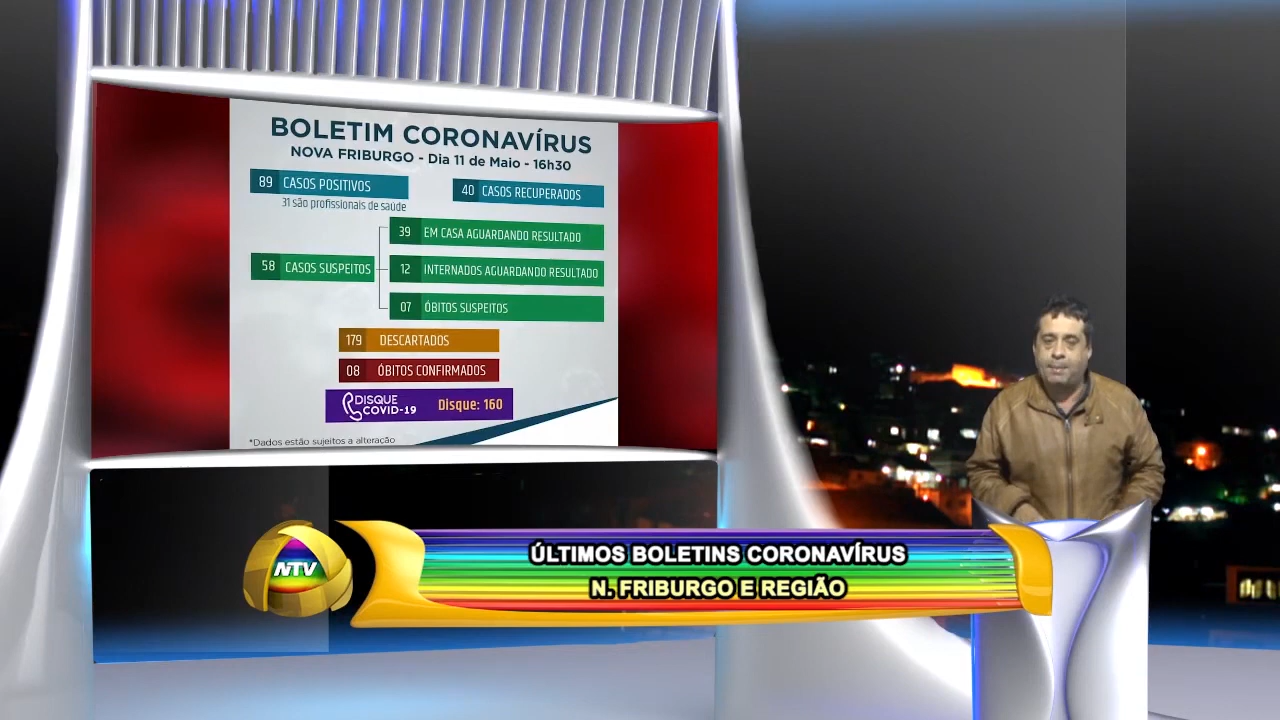 BOLETIM CORONAVÍRUS
NOVA FRIBURGO - Dia 11 de Maio - 16h30
89 CASOS POSITIVOS
31 são profissionais de saúde
40 CASOS RECUPERADOS
58 CASOS SUSPEITOS
39 EM CASA AGUARDANDO RESULTADO
12 INTERNADOS AGUARDANDO RESULTADO
07 ÓBITOS SUSPEITOS
179 DESCARTADOS
08 ÓBITOS CONFIRMADOS
DISQUE
COVID-19
Disque: 160
*Dados estão sujeitos a alteração
NTV
ÚLTIMOS BOLETINS CORONAVÍRUS
N. FRIBURGO E REGIÃO